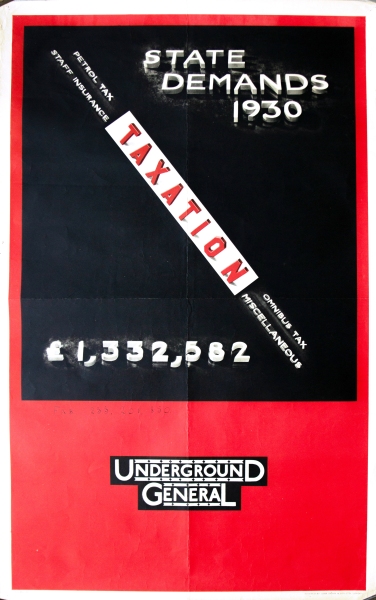 STATE
DEMANDS
1930
PETROL TAX
STAFF INSURANCE
TAXATION
OMNIBUS TAX
MISCELLANEOUS
£1,332,582
UNDERGROUND
GENERAL